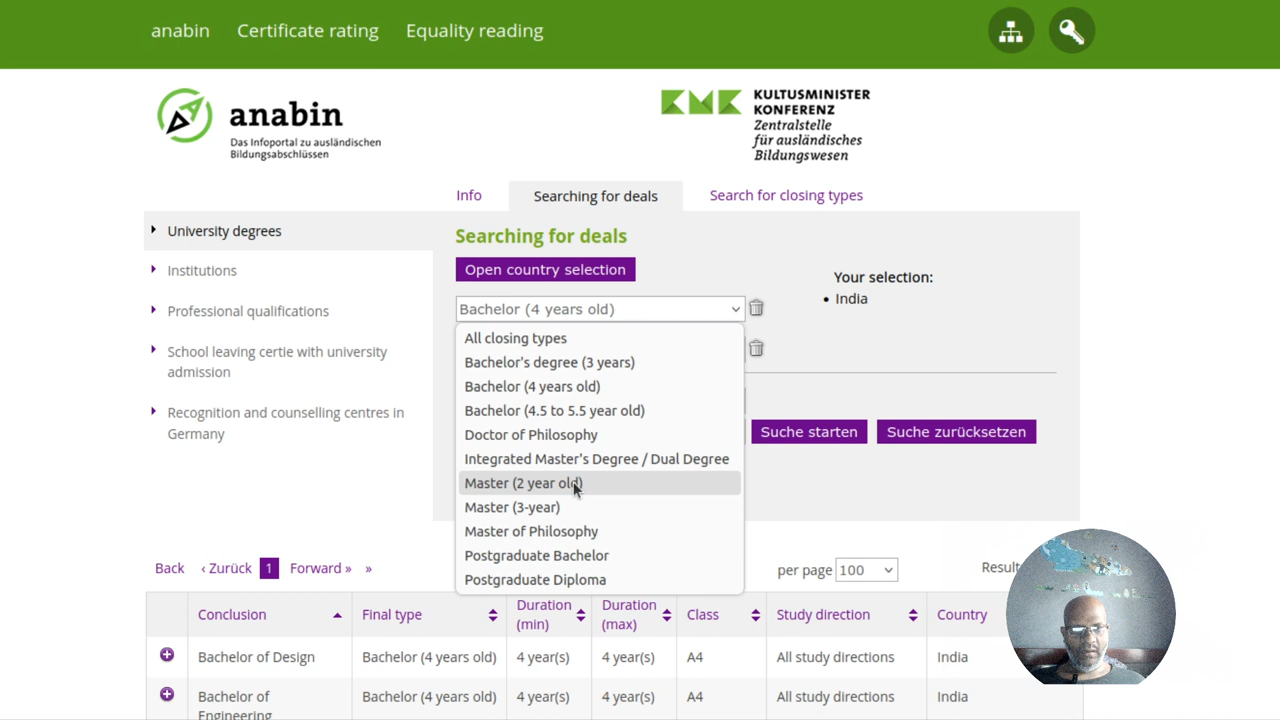 anabin Certificate rating Equality reading
anabin
Das Infoportal zu ausländischen
Bildungsabschlüssen
KMK
KULTUSMINISTER
KONFERENZ
Zentralstelle
für ausländisches
Bildungswesen
Info Searching for deals Search for closing types
University degrees
Institutions
Professional qualifications
School leaving certie with university
admission
Recognition and counselling centres in
Germany
Searching for deals
Open country selection
Your selection:
• India
Bachelor (4 years old)
All closing types
Bachelor's degree (3 years)
Bachelor (4 years old)
Bachelor (4.5 to 5.5 year old)
Doctor of Philosophy
Integrated Master's Degree / Dual Degree
Master (2 year old)
Master (3-year)
Master of Philosophy
Postgraduate Bachelor
Postgraduate Diploma
Suche starten Suche zurücksetzen
Back ‹ Zurück 1 Forward » »
per page 100
Result
Conclusion Final type Duration (min) Duration (max) Class Study direction Country
Bachelor of Design Bachelor (4 years old) 4 year(s) 4 year(s) A4 All study directions India
Bachelor of Bachelor (4 years old) 4 year(s) 4 year(s) A4 All study directions India
Engineering